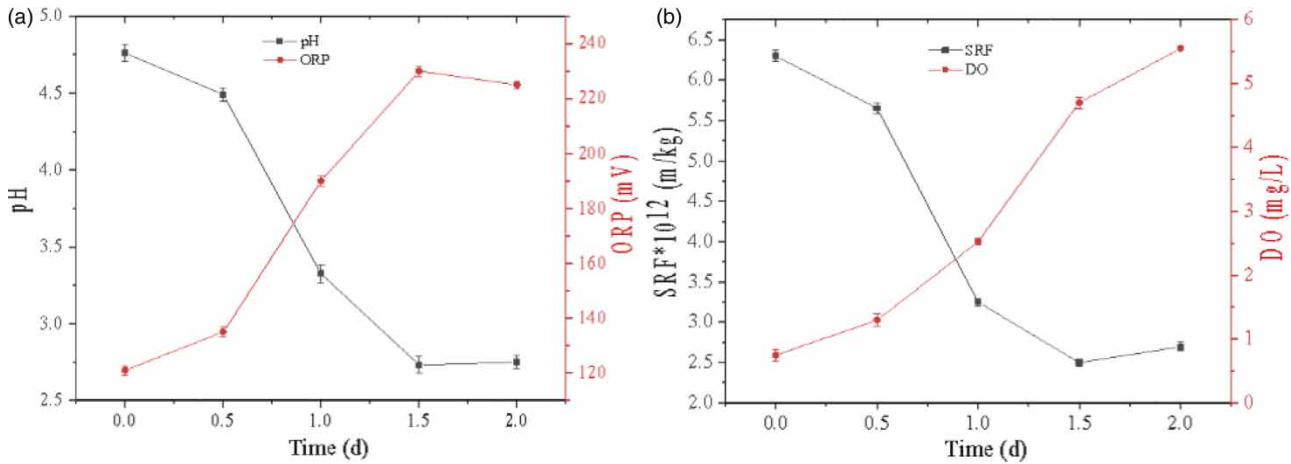 (a)
pH
5.0
4.5
4.0
3.5
3.0
2.5
pH
ORP
240
220
200
180
160
140
120
ORP (mV)
0.0 0.5 1.0 1.5 2.0
Time (d)
(b)
SRF*10¹² (m/kg)
6.5
6.0
5.5
5.0
4.5
4.0
3.5
3.0
2.5
2.0
SRF
DO
6
5
4
3
2
1
0
DO (mg/L)
0.0 0.5 1.0 1.5 2.0
Time (d)